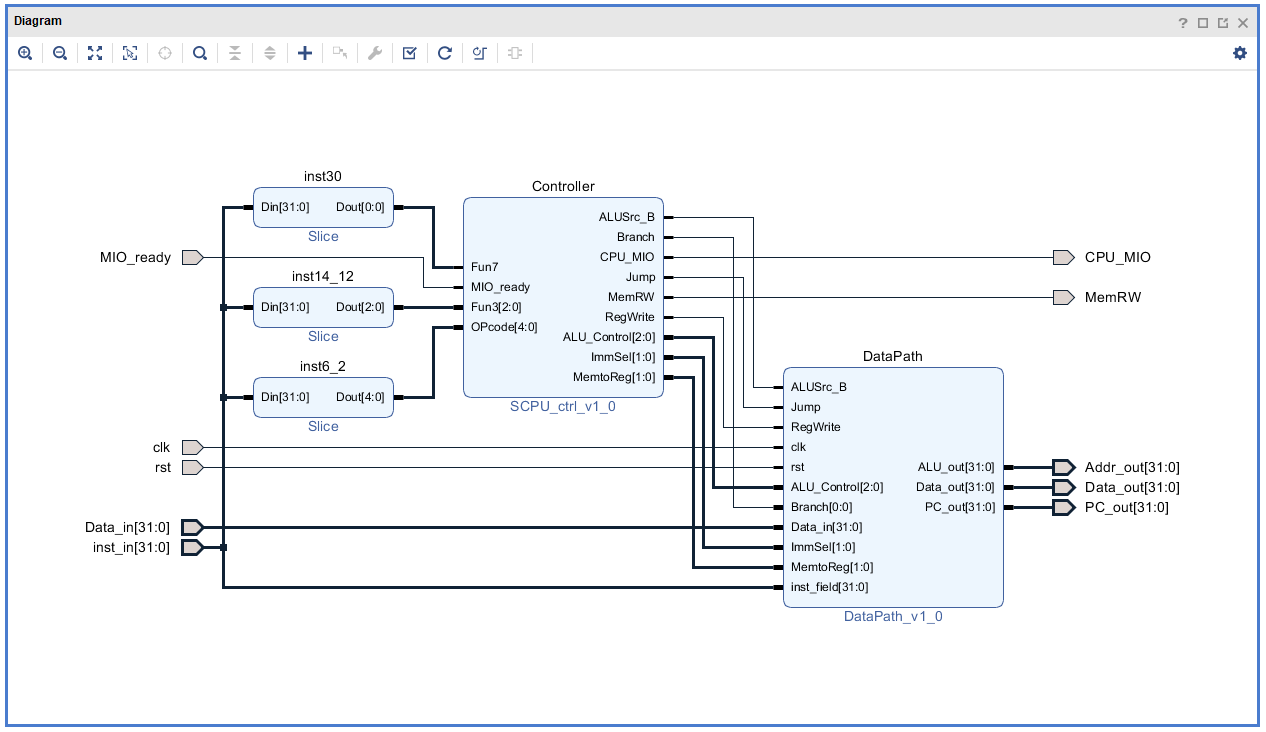 Diagram
inst30
Din[31:0]
Dout[0:0]
Slice
MIO_ready
inst14_12
Din[31:0]
Dout[2:0]
Slice
inst6_2
Din[31:0]
Dout[4:0]
Slice
clk
rst
Data_in[31:0]
inst_in[31:0]
Controller
Fun7
MIO_ready
Fun3[2:0]
OPcode[4:0]
ALUSrc_B
Branch
CPU_MIO
Jump
MemRW
RegWrite
ALU_Control[2:0]
ImmSel[1:0]
MemtoReg[1:0]
SCPU_ctrl_v1_0
DataPath
ALUSrc_B
Jump
RegWrite
clk
rst
ALU_Control[2:0]
Branch[0:0]
Data_in[31:0]
ImmSel[1:0]
MemtoReg[1:0]
inst_field[31:0]
ALU_out[31:0]
Data_out[31:0]
PC_out[31:0]
DataPath_v1_0
CPU_MIO
MemRW
Addr_out[31:0]
Data_out[31:0]
PC_out[31:0]